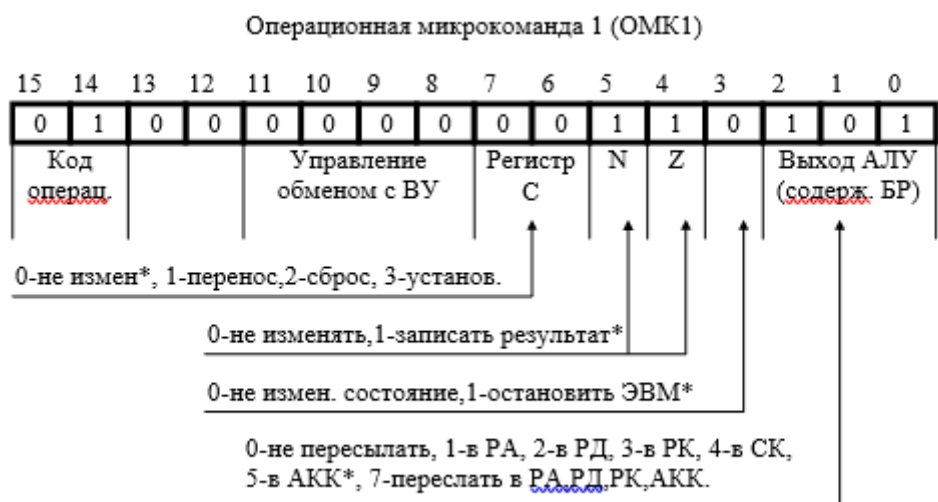 Операционная микрокоманда 1 (ОМК1)
15 14 13 12 11 10 9 8 7 6 5 4 3 2 1 0
0 1 0 0 0 0 0 0 0 0 1 1 0 1 0 1
Код операц.
Управление обменом с ВУ
Регистр С
N
Z
Выход АЛУ (содерж. БР)
0-не измен*, 1-перенос,2-сброс, 3-установ.
0-не изменять,1-записать результат*
0-не измен. состояние,1-остановить ЭВМ*
0-не пересылать, 1-в РА, 2-в РД, 3-в РК, 4-в СК,
5-в АКК*, 7-переслать в РА,РД,РК,АКК.